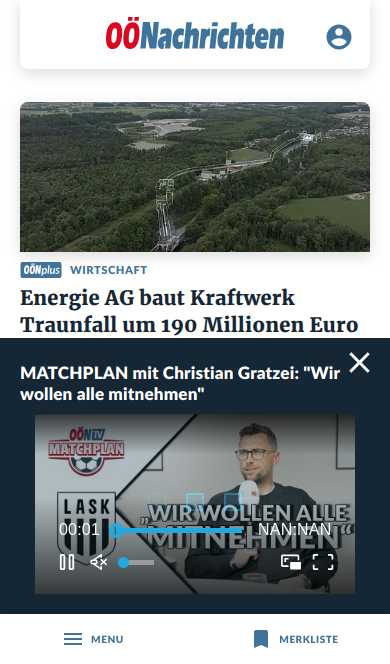 OÖNachrichten
OÖNplus WIRTSCHAFT
Energie AG baut Kraftwerk
Traunfall um 190 Millionen Euro
MATCHPLAN mit Christian Gratzei: "Wir
wollen alle mitnehmen"
OÖN TV
MATCHPLAN
LASK
„WIR WOLLEN ALLE
MITNEHMEN“
00:01
NAN:NAN
MENU
MERKLISTE